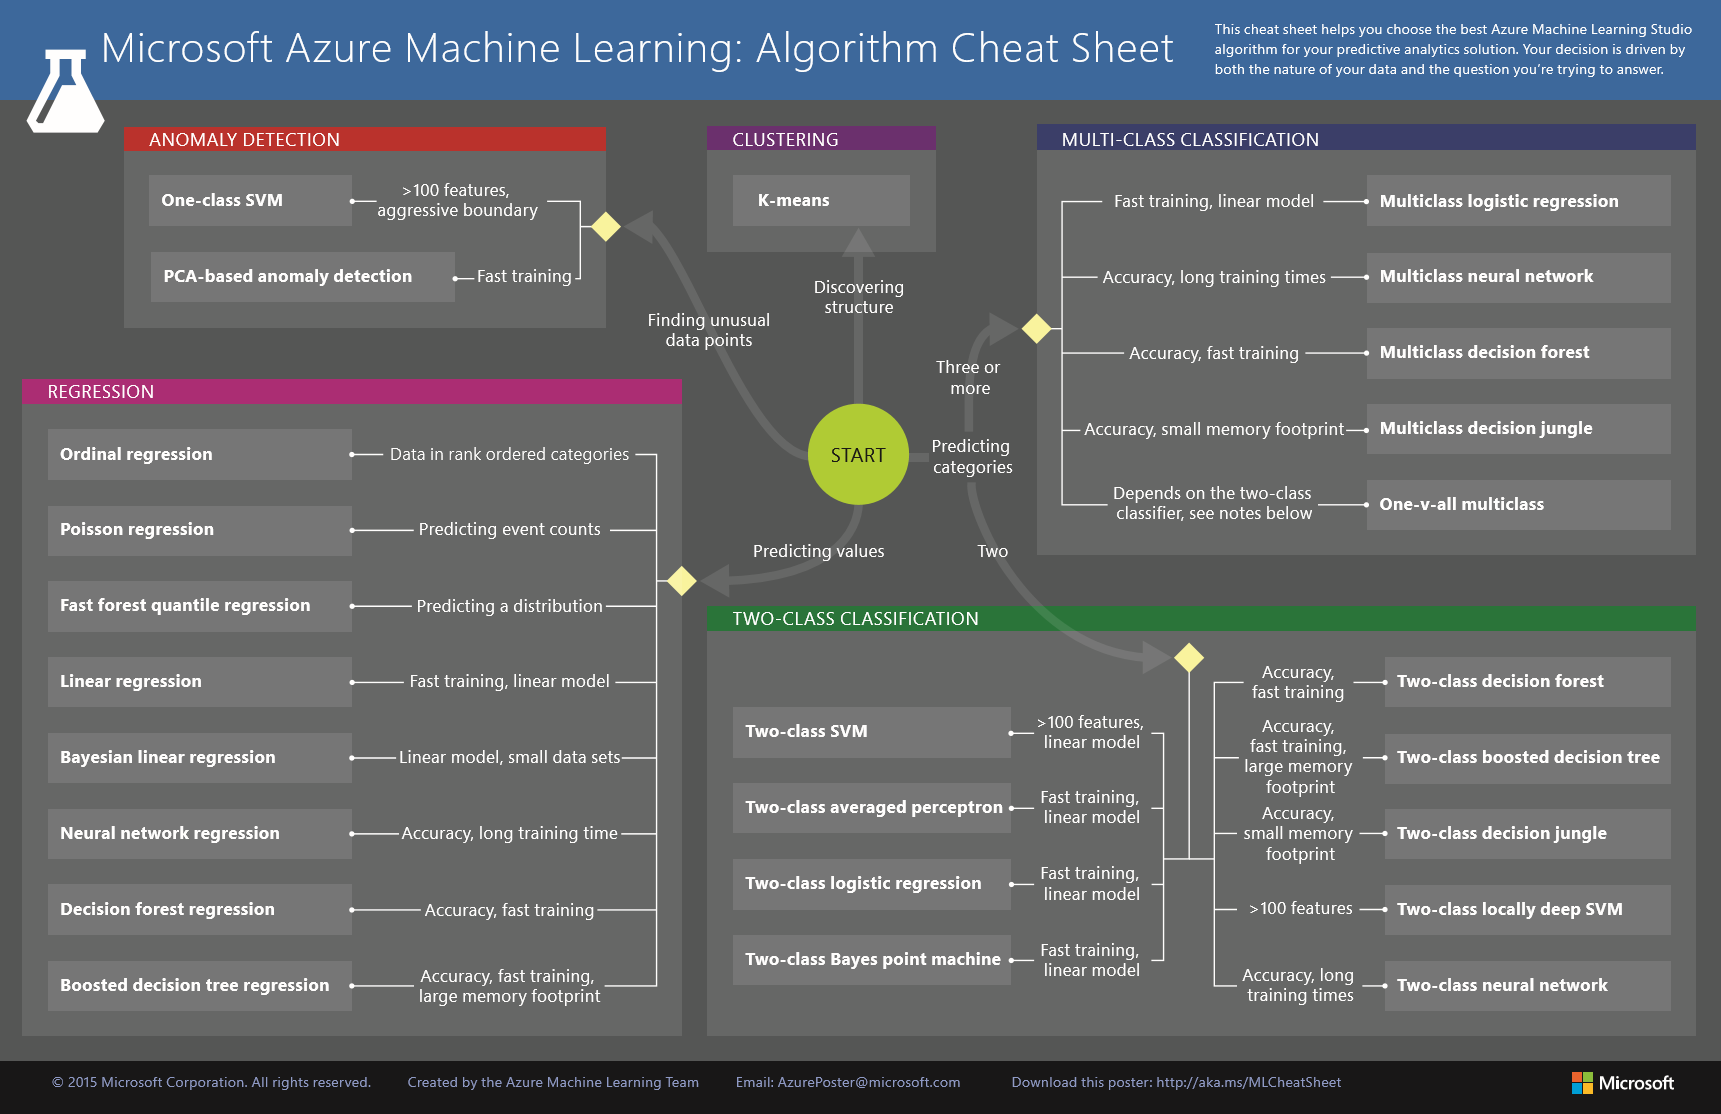 Microsoft Azure Machine Learning: Algorithm Cheat Sheet
This cheat sheet helps you choose the best Azure Machine Learning Studio
algorithm for your predictive analytics solution. Your decision is driven by
both the nature of your data and the question you're trying to answer.
ANOMALY DETECTION
One-class SVM
>100 features,
aggressive boundary
PCA-based anomaly detection
Fast training
CLUSTERING
K-means
MULTI-CLASS CLASSIFICATION
Fast training, linear model
Multiclass logistic regression
Accuracy, long training times
Multiclass neural network
Accuracy, fast training
Multiclass decision forest
Accuracy, small memory footprint
Multiclass decision jungle
Depends on the two-class
classifier, see notes below
One-v-all multiclass
Finding unusual
data points
Discovering
structure
Three or
more
START
Predicting
categories
Predicting values
Two
REGRESSION
Ordinal regression
Data in rank ordered categories
Poisson regression
Predicting event counts
Fast forest quantile regression
Predicting a distribution
Linear regression
Fast training, linear model
Bayesian linear regression
Linear model, small data sets
Neural network regression
Accuracy, long training time
Decision forest regression
Accuracy, fast training
Boosted decision tree regression
Accuracy, fast training,
large memory footprint
TWO-CLASS CLASSIFICATION
Two-class SVM
>100 features,
linear model
Two-class averaged perceptron
Fast training,
linear model
Two-class logistic regression
Fast training,
linear model
Two-class Bayes point machine
Fast training,
linear model
Accuracy,
fast training
Two-class decision forest
Accuracy,
fast training,
large memory
footprint
Two-class boosted decision tree
Accuracy,
small memory
footprint
Two-class decision jungle
>100 features
Two-class locally deep SVM
Accuracy, long
training times
Two-class neural network
© 2015 Microsoft Corporation. All rights reserved.
Created by the Azure Machine Learning Team
Email: AzurePoster@microsoft.com
Download this poster: http://aka.ms/MLCheatSheet
Microsoft